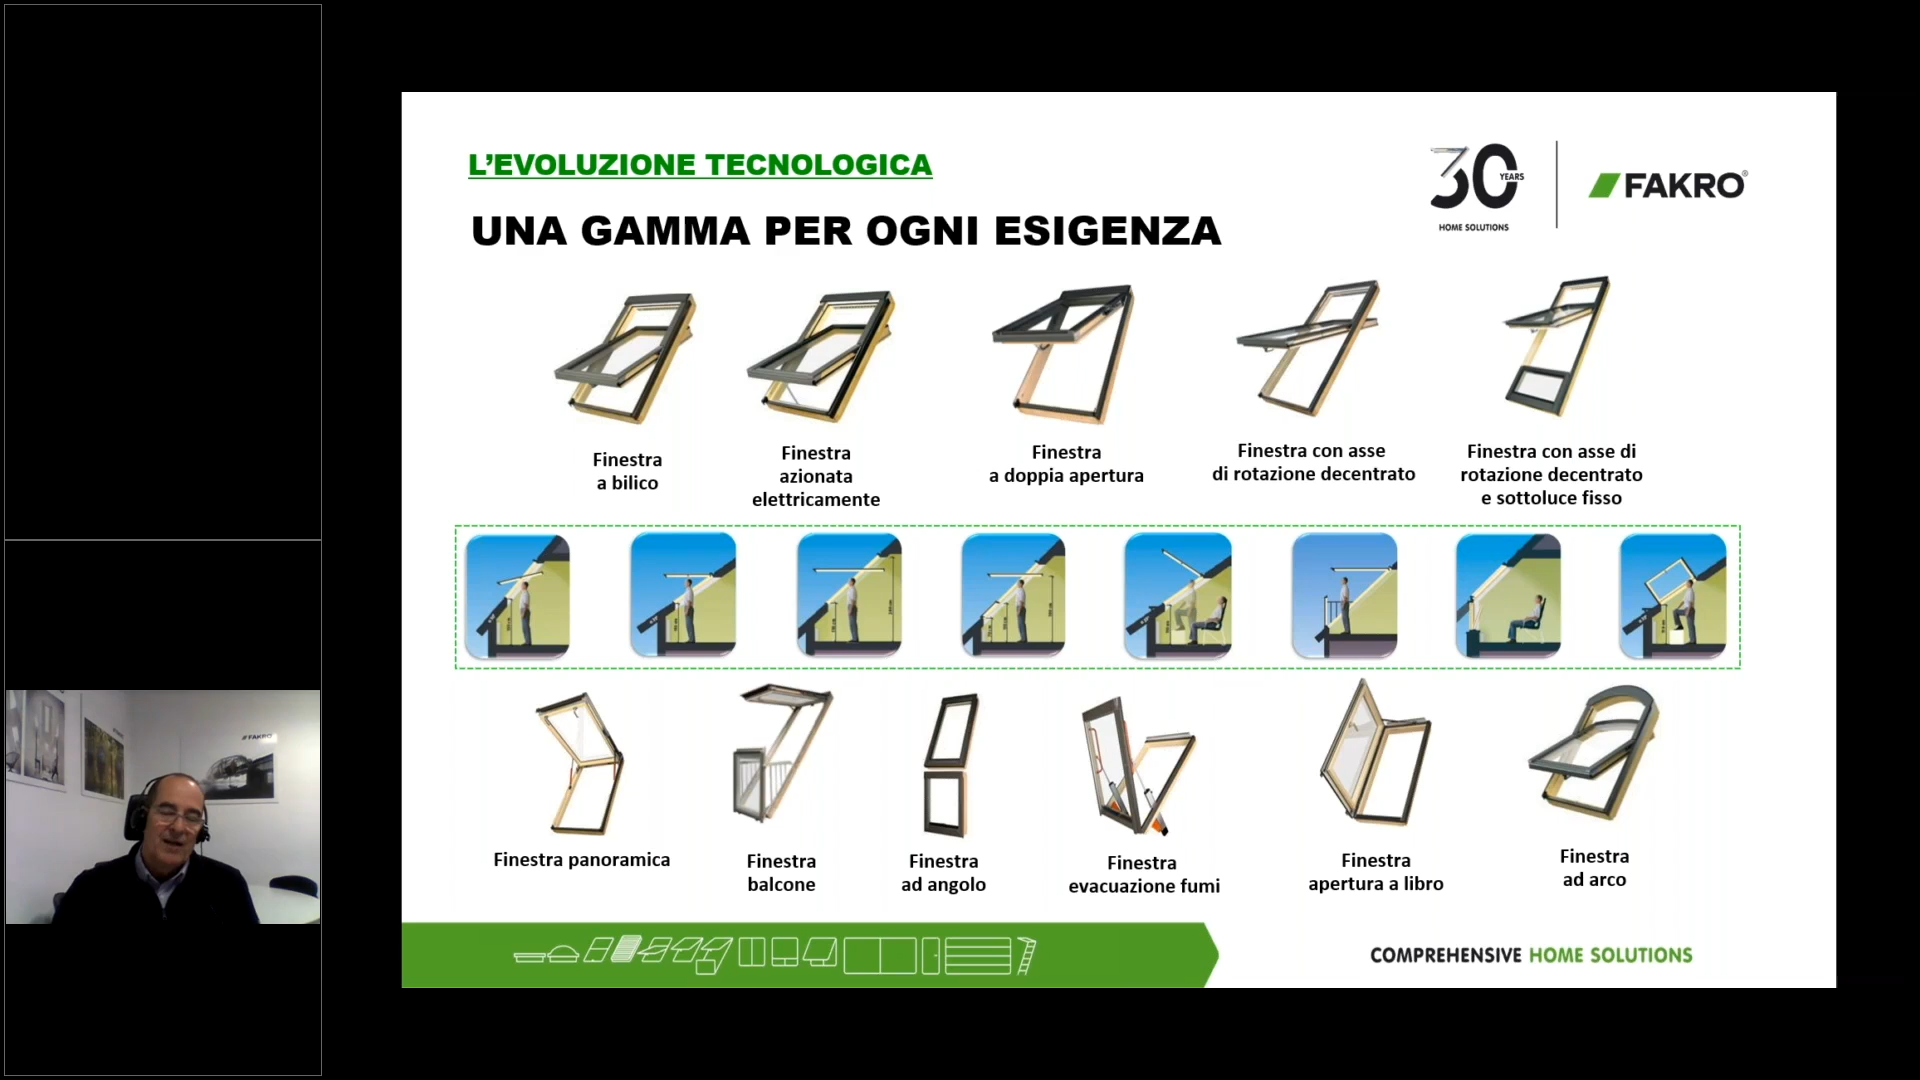 L'EVOLUZIONE TECNOLOGICA
UNA GAMMA PER OGNI ESIGENZA
30
YEARS
HOME SOLUTIONS
FAKRO®
Finestra
a bilico
Finestra
azionata
elettricamente
Finestra
a doppia apertura
Finestra con asse
di rotazione decentrato
Finestra con asse di
rotazione decentrato
e sottoluce fisso
Finestra panoramica
Finestra
balcone
Finestra
ad angolo
Finestra
evacuazione fumi
Finestra
apertura a libro
Finestra
ad arco
COMPREHENSIVE HOME SOLUTIONS
FAKRO